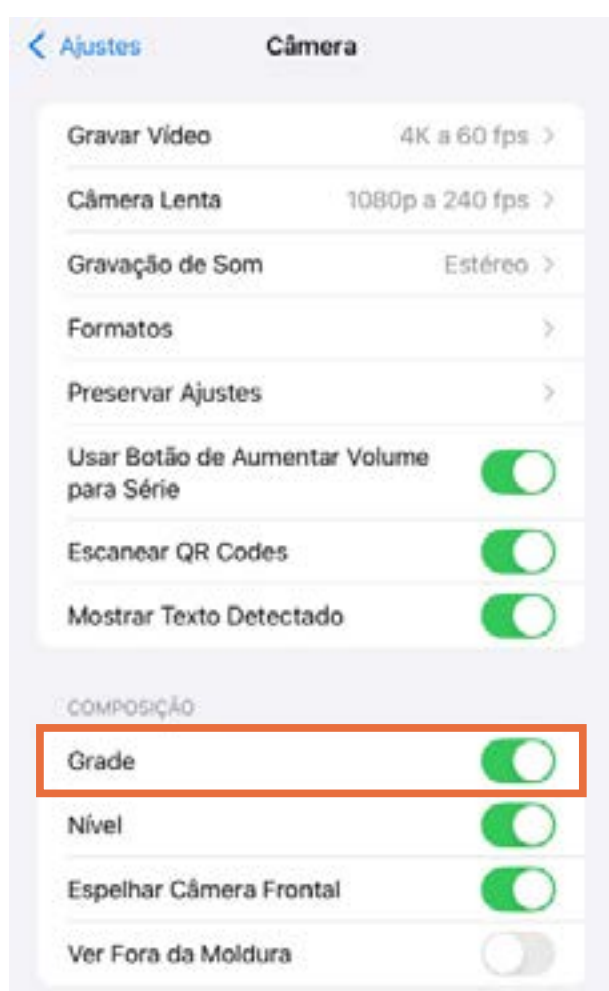 Ajustes Câmera
Gravar Vídeo 4K a 60 fps
Câmera Lenta 1080p a 240 fps
Gravação de Som Estéreo
Formatos
Preservar Ajustes
Usar Botão de Aumentar Volume
para Série
Escanear QR Codes
Mostrar Texto Detectado
COMPOSIÇÃO
Grade
Nível
Espelhar Câmera Frontal
Ver Fora da Moldura